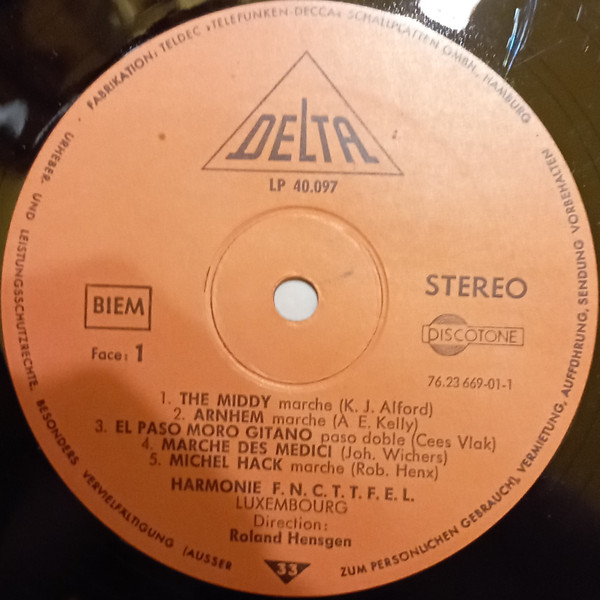 FABRIKATION: TELDEC »TELEFUNKEN-DECCA« SCHALLPLATTEN GMBH., HAMBURG
URHEBER- UND LEISTUNGSSCHUTZRECHTE, BESONDERS VERVIELFÄLTIGUNG (AUSSER
ZUM PERSÖNLICHEN GEBRAUCH), VERMIETUNG, AUFFÜHRUNG, SENDUNG VORBEHALTEN
DELTA
LP 40.097
BIEM
STEREO
DISCOTONE
Face: 1
76.23 669-01-1
1. THE MIDDY marche (K. J. Alford)
2. ARNHEM marche (A. E. Kelly)
3. EL PASO MORO GITANO paso doble (Cees Vlak)
4. MARCHE DES MEDICI (Joh. Wichers)
5. MICHEL HACK marche (Rob. Henx)
HARMONIE F. N. C. T. T. F. E. L.
LUXEMBOURG
Direction:
Roland Hensgen
33